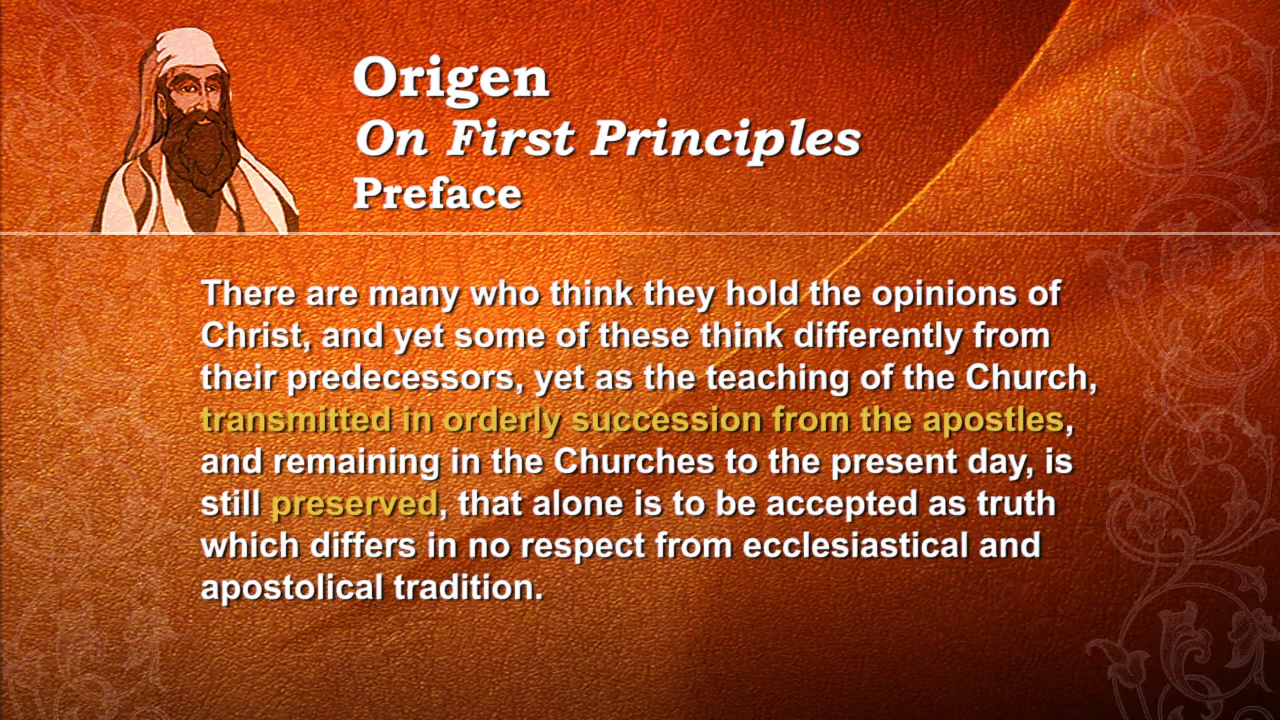 Origen
On First Principles
Preface
There are many who think they hold the opinions of
Christ, and yet some of these think differently from
their predecessors, yet as the teaching of the Church,
transmitted in orderly succession from the apostles,
and remaining in the Churches to the present day, is
still preserved, that alone is to be accepted as truth
which differs in no respect from ecclesiastical and
apostolical tradition.